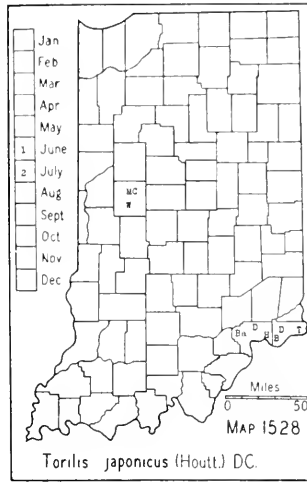 Jan
Feb
Mar
Apr
May
1 June
2 July
Aug
Sept
Oct
Nov
Dec
MC
W
D D T
Bn B B
Miles
0 50
MAP 1528
Torilis japonicus (Houtt.) DC.